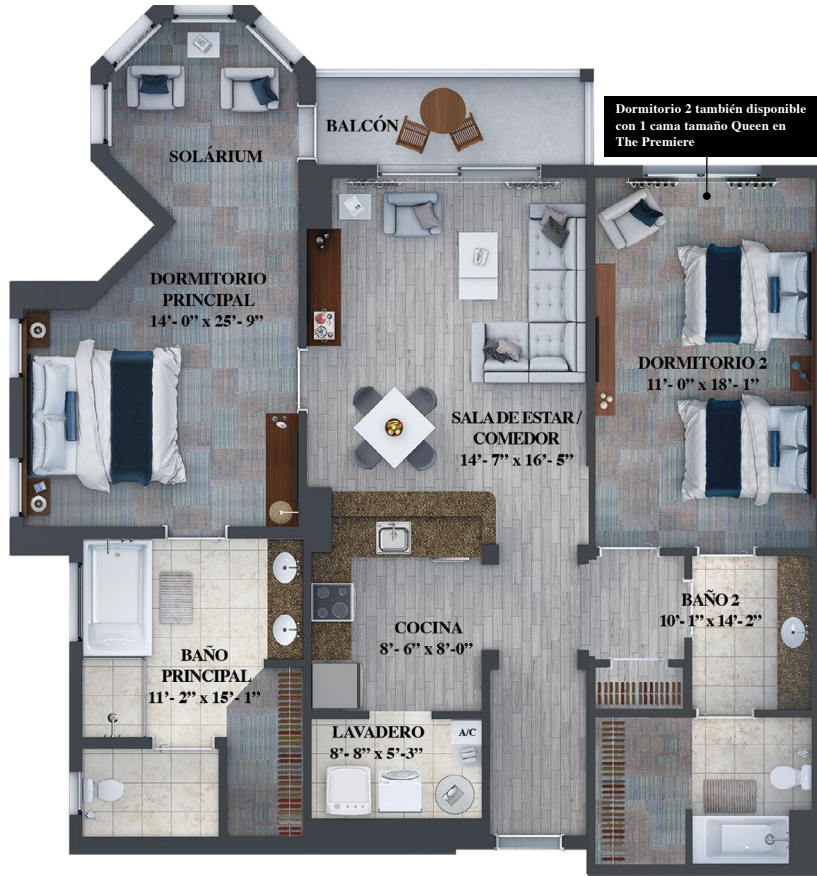 Dormitorio 2 también disponible
con 1 cama tamaño Queen en
The Premiere
BALCÓN
SOLÁRIUM
DORMITORIO
PRINCIPAL
14’- 0” x 25’- 9”
DORMITORIO 2
11’- 0” x 18’- 1”
SALA DE ESTAR /
COMEDOR
14’- 7” x 16’- 5”
BAÑO 2
10’- 1” x 14’- 2”
COCINA
8’- 6” x 8’-0”
BAÑO
PRINCIPAL
11’- 2” x 15’- 1”
LAVADERO
8’- 8” x 5’-3”
A/C